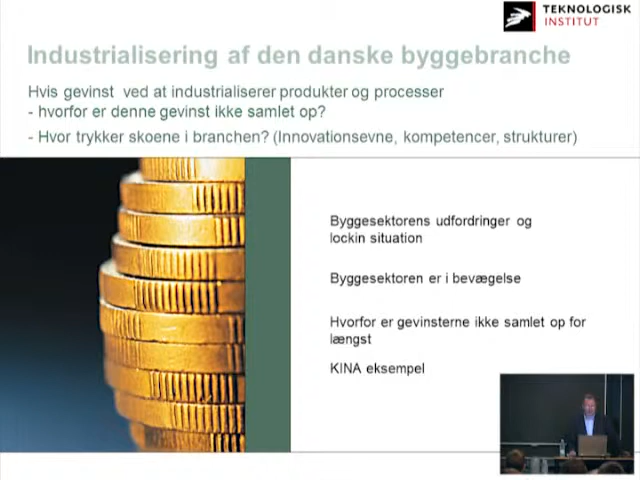 TEKNOLOGISK
INSTITUT
Industrialisering af den danske byggebranche
Hvis gevinst ved at industrialiserer produkter og processer
- hvorfor er denne gevinst ikke samlet op?
- Hvor trykker skoene i branchen? (Innovationsevne, kompetencer, strukturer)
Byggesektorens udfordringer og
lockin situation
Byggesektoren er i bevægelse
Hvorfor er gevinsterne ikke samlet op for
længst
KINA eksempel